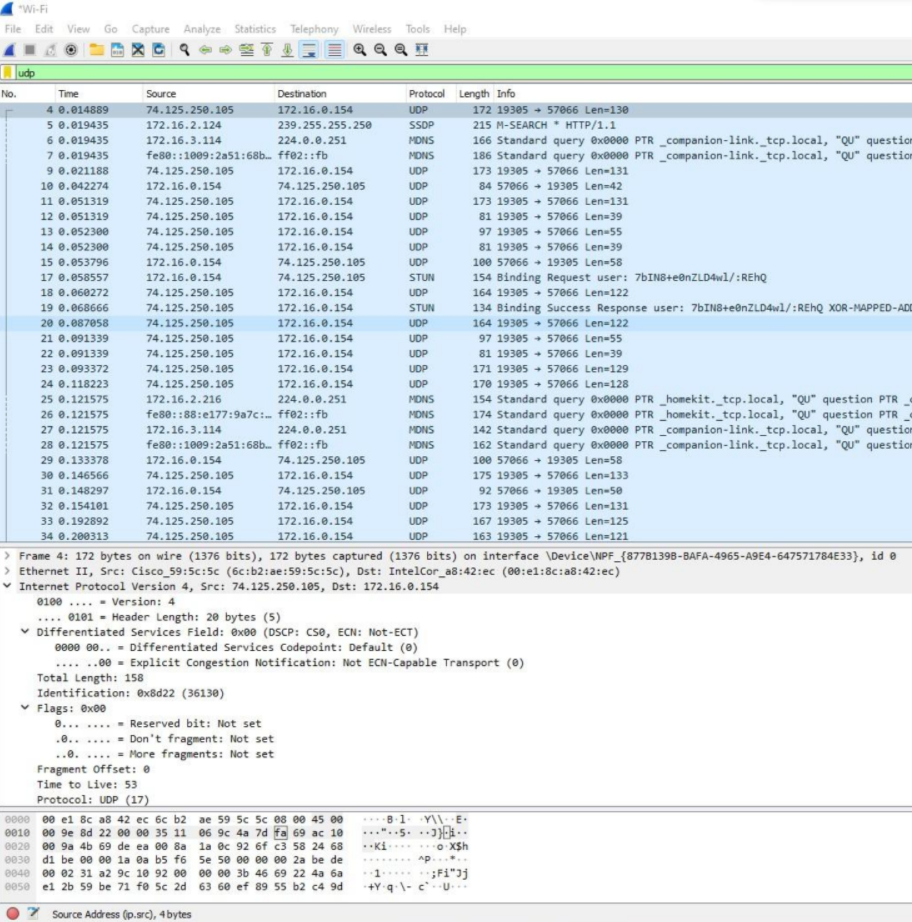 *Wi-Fi
File Edit View Go Capture Analyze Statistics Telephony Wireless Tools Help
udp
No. Time Source Destination Protocol Length Info
4 0.014889 74.125.250.105 172.16.0.154 UDP 172 19305 → 57066 Len=130
5 0.019435 172.16.2.124 239.255.255.250 SSDP 215 M-SEARCH * HTTP/1.1
6 0.019435 172.16.3.114 224.0.0.251 MDNS 166 Standard query 0x0000 PTR _companion-link._tcp.local, "QU" question
7 0.019435 fe80::1009:2a51:68b… ff02::fb MDNS 186 Standard query 0x0000 PTR _companion-link._tcp.local, "QU" question
9 0.021188 74.125.250.105 172.16.0.154 UDP 173 19305 → 57066 Len=131
10 0.042274 172.16.0.154 74.125.250.105 UDP 84 57066 → 19305 Len=42
11 0.051319 74.125.250.105 172.16.0.154 UDP 173 19305 → 57066 Len=131
12 0.051319 74.125.250.105 172.16.0.154 UDP 81 19305 → 57066 Len=39
13 0.052300 74.125.250.105 172.16.0.154 UDP 97 19305 → 57066 Len=55
14 0.052300 74.125.250.105 172.16.0.154 UDP 81 19305 → 57066 Len=39
15 0.053796 172.16.0.154 74.125.250.105 UDP 100 57066 → 19305 Len=58
17 0.058557 172.16.0.154 74.125.250.105 STUN 154 Binding Request user: 7bIN8+e0nZLD4wl/:REhQ
18 0.060272 74.125.250.105 172.16.0.154 UDP 164 19305 → 57066 Len=122
19 0.068666 74.125.250.105 172.16.0.154 STUN 134 Binding Success Response user: 7bIN8+e0nZLD4wl/:REhQ XOR-MAPPED-ADD
20 0.087058 74.125.250.105 172.16.0.154 UDP 164 19305 → 57066 Len=122
21 0.091339 74.125.250.105 172.16.0.154 UDP 97 19305 → 57066 Len=55
22 0.091339 74.125.250.105 172.16.0.154 UDP 81 19305 → 57066 Len=39
23 0.093372 74.125.250.105 172.16.0.154 UDP 171 19305 → 57066 Len=129
24 0.118223 74.125.250.105 172.16.0.154 UDP 170 19305 → 57066 Len=128
25 0.121575 172.16.2.216 224.0.0.251 MDNS 154 Standard query 0x0000 PTR _homekit._tcp.local, "QU" question PTR _c
26 0.121575 fe80::88:e177:9a7c:… ff02::fb MDNS 174 Standard query 0x0000 PTR _homekit._tcp.local, "QU" question PTR _c
27 0.121575 172.16.3.114 224.0.0.251 MDNS 142 Standard query 0x0000 PTR _companion-link._tcp.local, "QU" question
28 0.121575 fe80::1009:2a51:68b… ff02::fb MDNS 162 Standard query 0x0000 PTR _companion-link._tcp.local, "QU" question
29 0.133378 172.16.0.154 74.125.250.105 UDP 100 57066 → 19305 Len=58
30 0.146566 74.125.250.105 172.16.0.154 UDP 175 19305 → 57066 Len=133
31 0.148297 172.16.0.154 74.125.250.105 UDP 92 57066 → 19305 Len=50
32 0.154101 74.125.250.105 172.16.0.154 UDP 173 19305 → 57066 Len=131
33 0.192892 74.125.250.105 172.16.0.154 UDP 167 19305 → 57066 Len=125
34 0.200313 74.125.250.105 172.16.0.154 UDP 163 19305 → 57066 Len=121
Frame 4: 172 bytes on wire (1376 bits), 172 bytes captured (1376 bits) on interface \Device\NPF_{877B139B-BAFA-4965-A9E4-647571784E33}, id 0
Ethernet II, Src: Cisco_59:5c:5c (6c:b2:ae:59:5c:5c), Dst: IntelCor_a8:42:ec (00:e1:8c:a8:42:ec)
Internet Protocol Version 4, Src: 74.125.250.105, Dst: 172.16.0.154
0100 .... = Version: 4
.... 0101 = Header Length: 20 bytes (5)
Differentiated Services Field: 0x00 (DSCP: CS0, ECN: Not-ECT)
0000 00.. = Differentiated Services Codepoint: Default (0)
.... ..00 = Explicit Congestion Notification: Not ECN-Capable Transport (0)
Total Length: 158
Identification: 0x8d22 (36130)
Flags: 0x00
0... .... = Reserved bit: Not set
.0.. .... = Don't fragment: Not set
..0. .... = More fragments: Not set
Fragment Offset: 0
Time to Live: 53
Protocol: UDP (17)
0000 00 e1 8c a8 42 ec 6c b2 ae 59 5c 5c 08 00 45 00 ····B·l· ·Y\\··E·
0010 00 9e 8d 22 00 00 35 11 06 9c 4a 7d fa 69 ac 10 ···"··5· ··J}·i··
0020 00 9a 4b 69 de ea 00 8a 1a 0c 92 6f c3 58 24 68 ··Ki···· ···o·X$h
0030 d1 be 00 00 1a 0a b5 f6 5e 50 00 00 00 2a be de ········ ^P···*··
0040 00 02 31 a2 9c 10 92 00 00 00 3b 46 69 22 4a 6a ··1····· ··;Fi"Jj
0050 e1 2b 59 be 71 f0 5c 2d 63 60 ef 89 55 b2 c4 9d ·+Y·q·\- c`··U···
Source Address (ip.src), 4 bytes